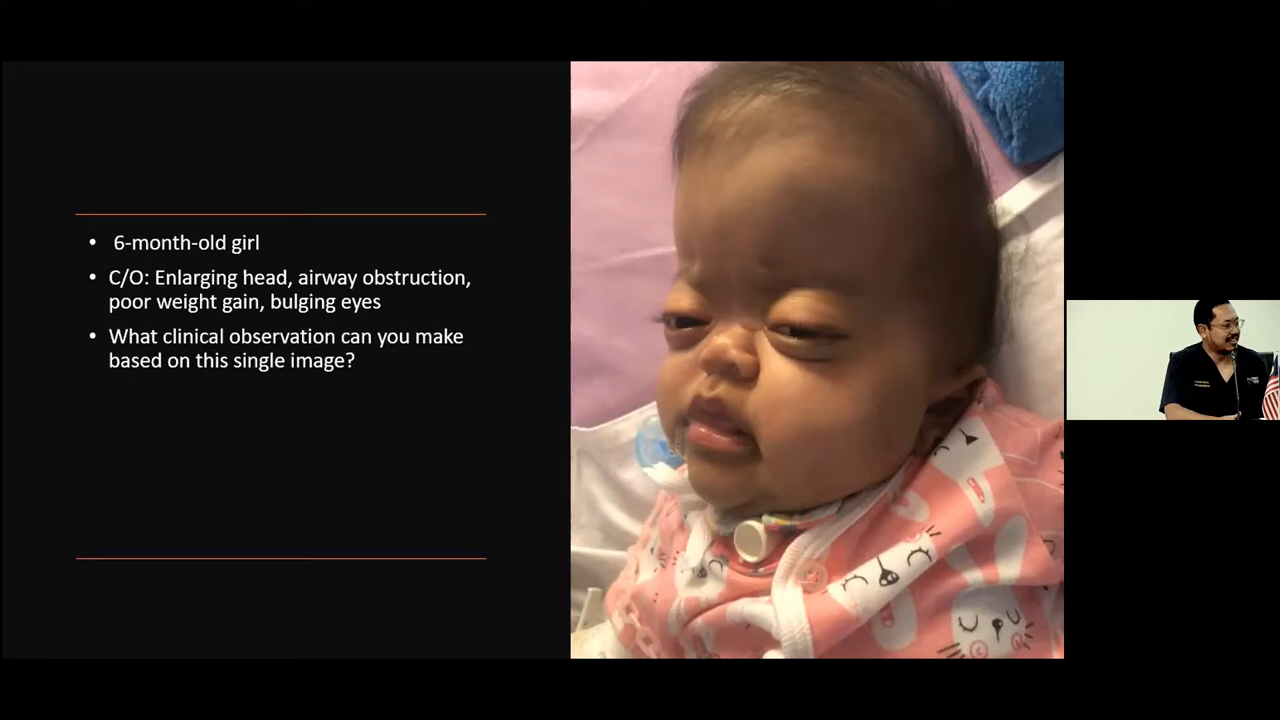 • 6-month-old girl
• C/O: Enlarging head, airway obstruction,
poor weight gain, bulging eyes
• What clinical observation can you make
based on this single image?